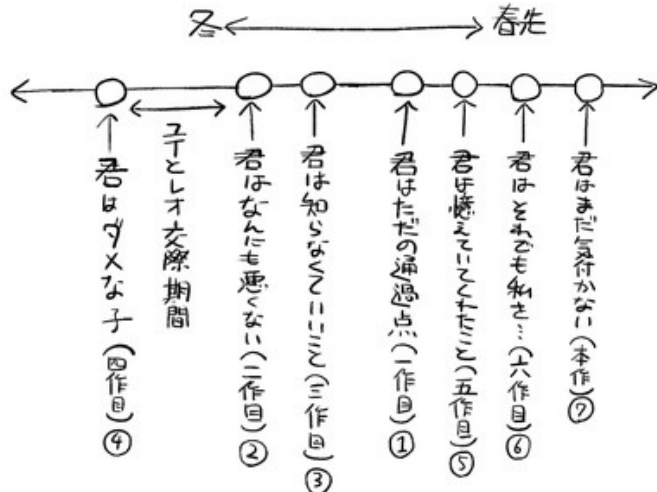 冬
春先
君はダメな子(四作目)④
ユイとレオ交際期間
君はなんにも悪くない(二作目)②
君は知らなくていいこと(三作目)③
君はただの通過点(一作目)①
君は憶えていてくれたこと(五作目)⑤
君はそれでも私を…(六作目)⑥
君はまだ気付かない(本作)⑦